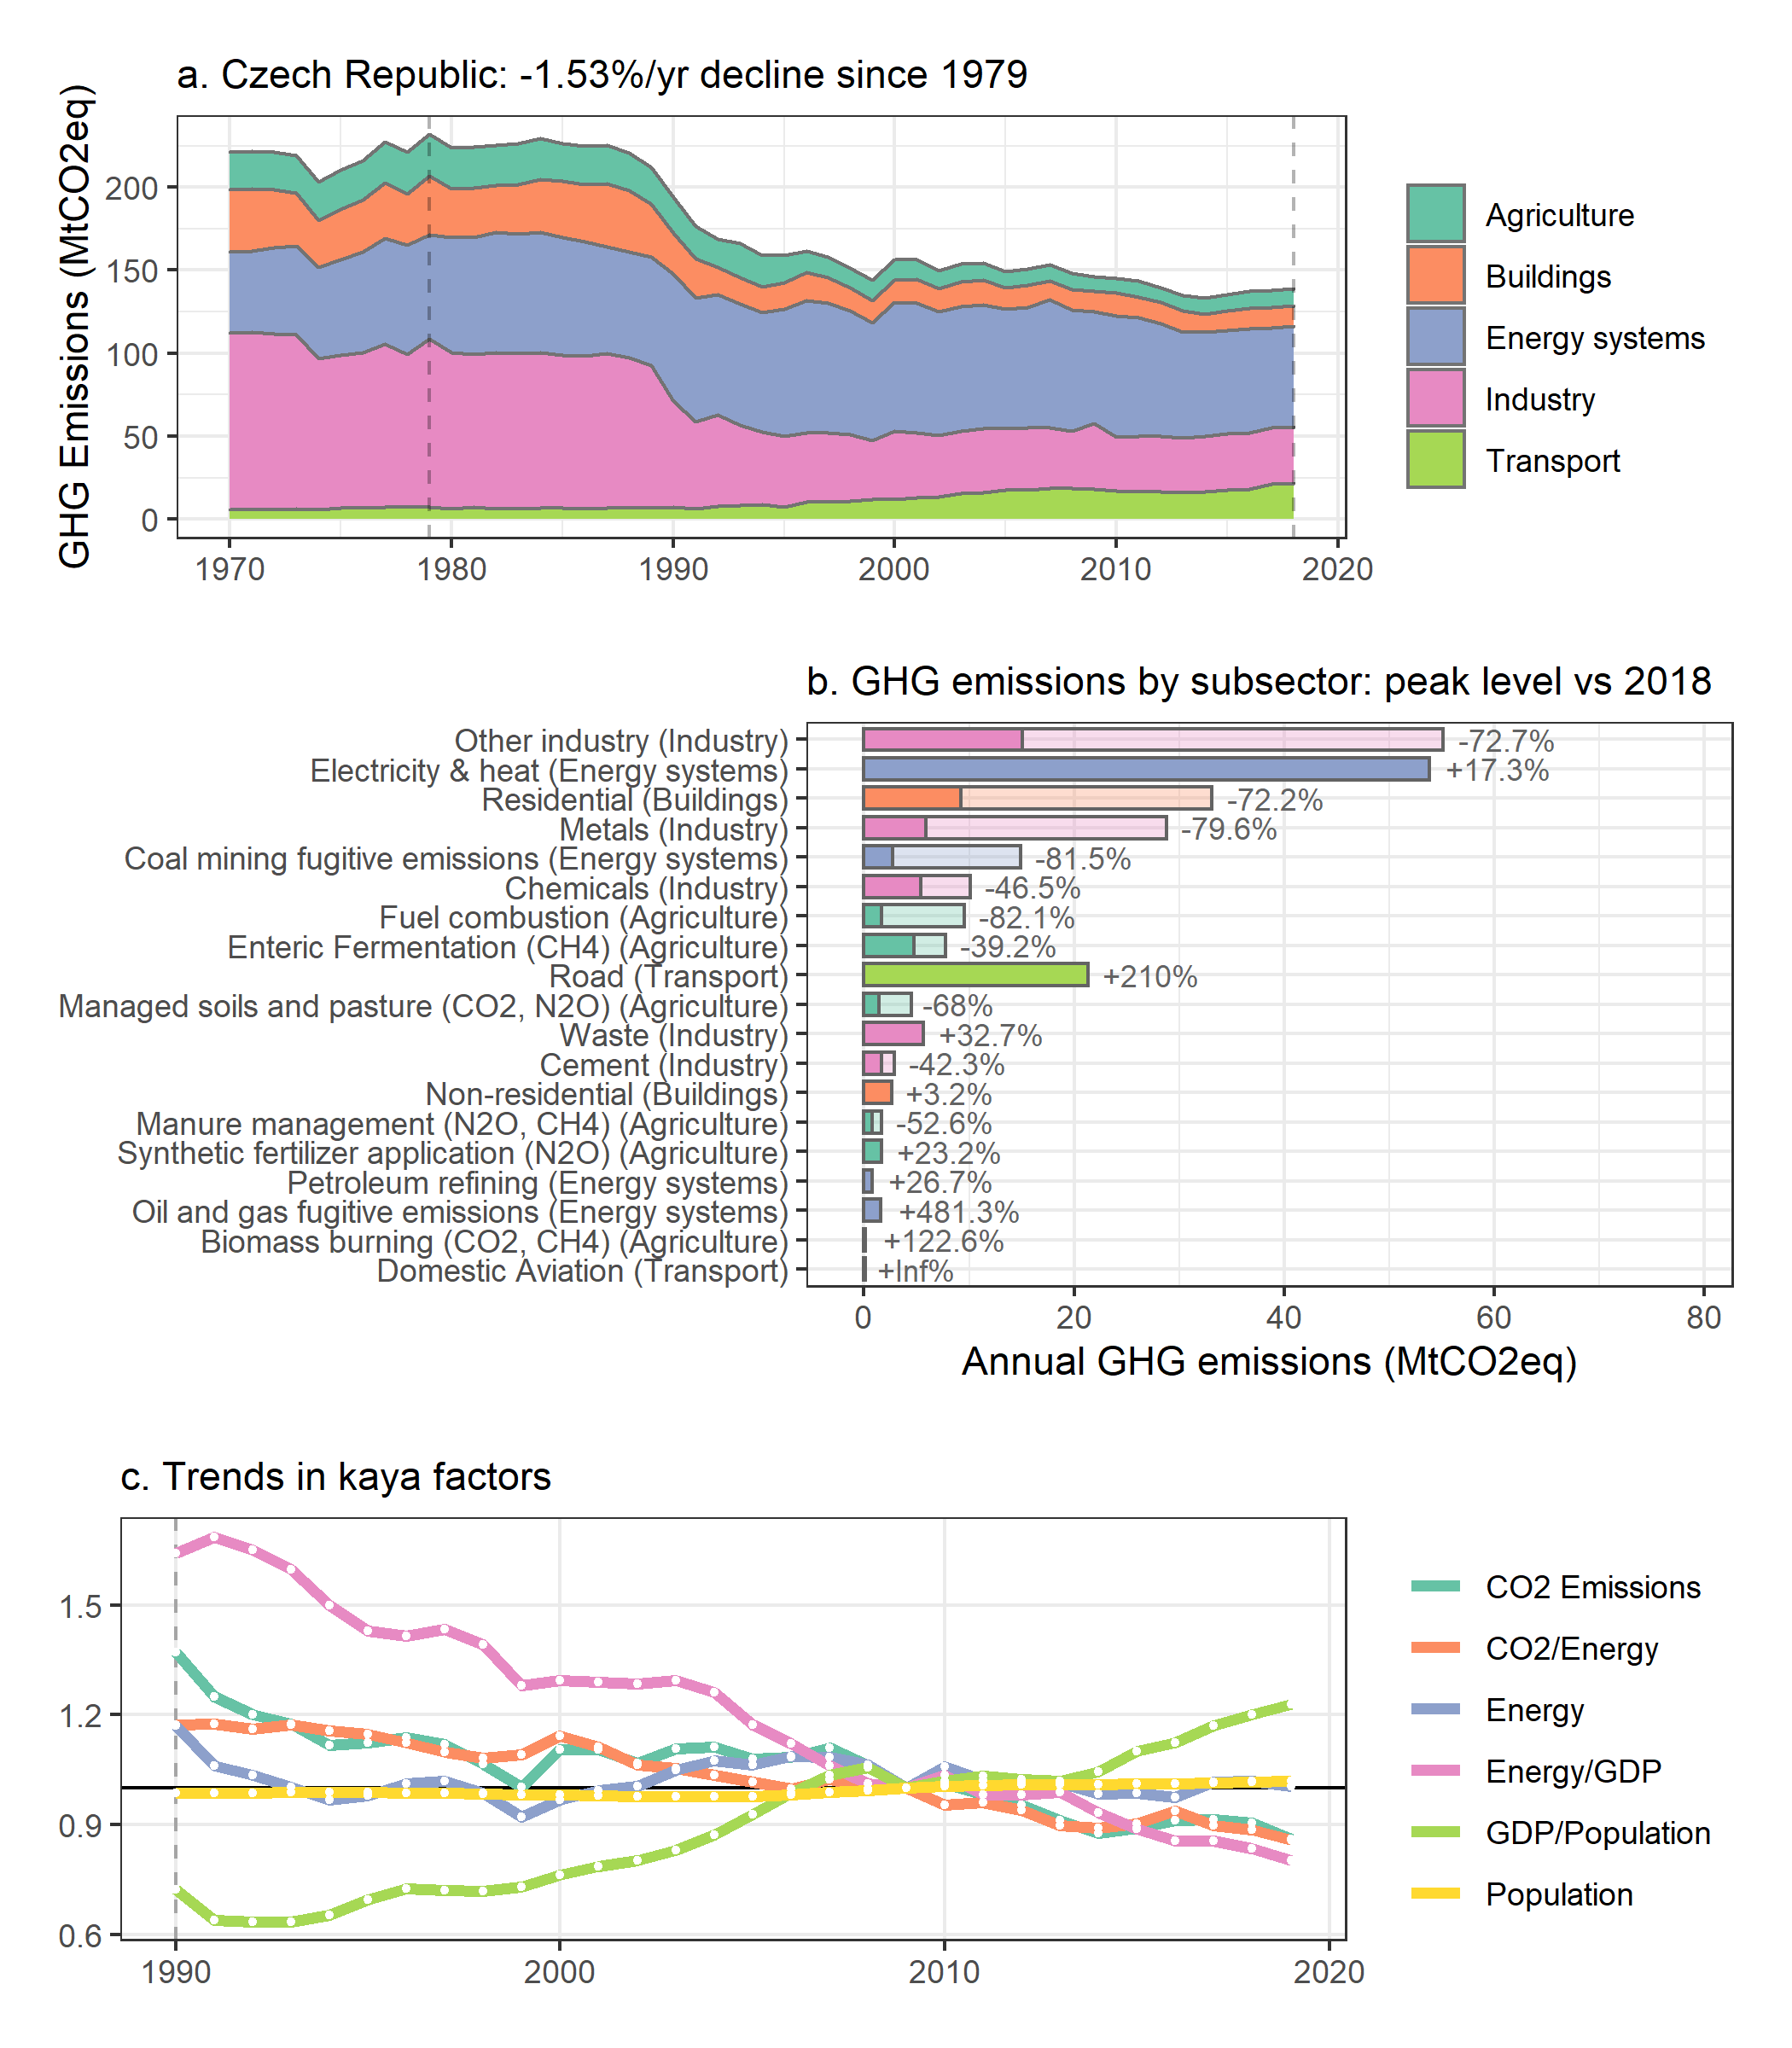 a. Czech Republic: -1.53%/yr decline since 1979
GHG Emissions (MtCO2eq)
200
150
100
50
0
1970
1980
1990
2000
2010
2020
Agriculture
Buildings
Energy systems
Industry
Transport
b. GHG emissions by subsector: peak level vs 2018
Other industry (Industry) -72.7%
Electricity & heat (Energy systems) +17.3%
Residential (Buildings) -72.2%
Metals (Industry) -79.6%
Coal mining fugitive emissions (Energy systems) -81.5%
Chemicals (Industry) -46.5%
Fuel combustion (Agriculture) -82.1%
Enteric Fermentation (CH4) (Agriculture) -39.2%
Road (Transport) +210%
Managed soils and pasture (CO2, N2O) (Agriculture) -68%
Waste (Industry) +32.7%
Cement (Industry) -42.3%
Non-residential (Buildings) +3.2%
Manure management (N2O, CH4) (Agriculture) -52.6%
Synthetic fertilizer application (N2O) (Agriculture) +23.2%
Petroleum refining (Energy systems) +26.7%
Oil and gas fugitive emissions (Energy systems) +481.3%
Biomass burning (CO2, CH4) (Agriculture) +122.6%
Domestic Aviation (Transport) +Inf%
0
20
40
60
80
Annual GHG emissions (MtCO2eq)
c. Trends in kaya factors
1.5
1.2
0.9
0.6
1990
2000
2010
2020
CO2 Emissions
CO2/Energy
Energy
Energy/GDP
GDP/Population
Population